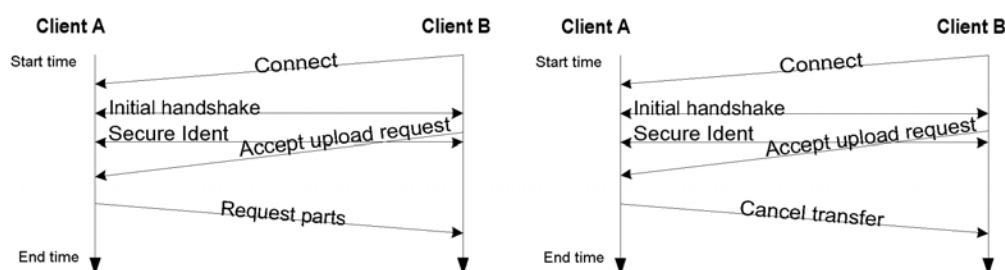 Client A
Client B
Start time
Connect
Initial handshake
Secure Ident
Accept upload request
Request parts
End time
Client A
Client B
Start time
Connect
Initial handshake
Secure Ident
Accept upload request
Cancel transfer
End time